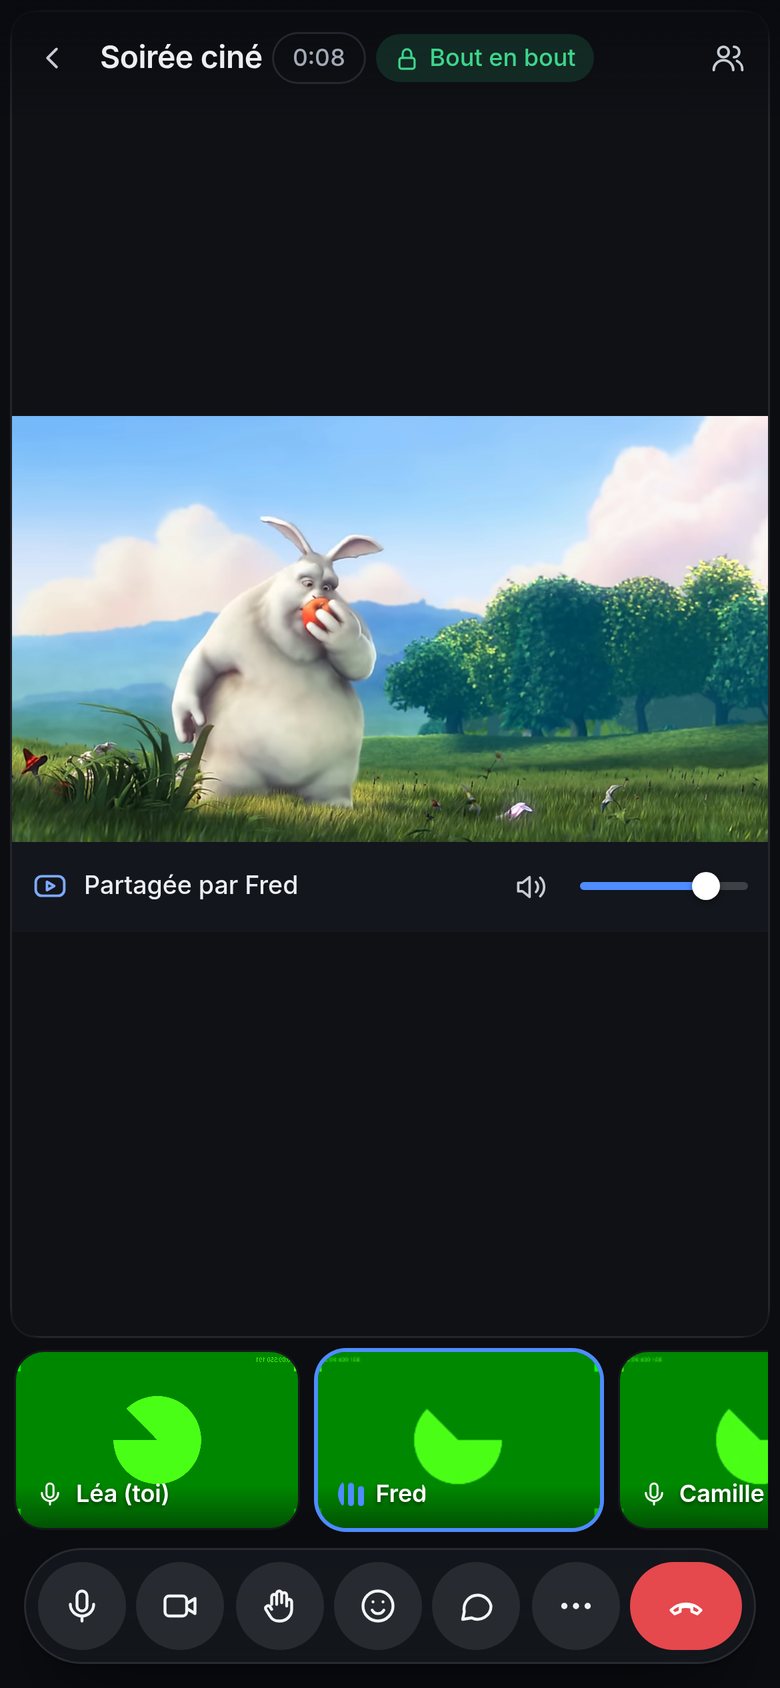 Soirée ciné
0:08
Bout en bout
Partagée par Fred
Léa (toi)
Fred
Camille